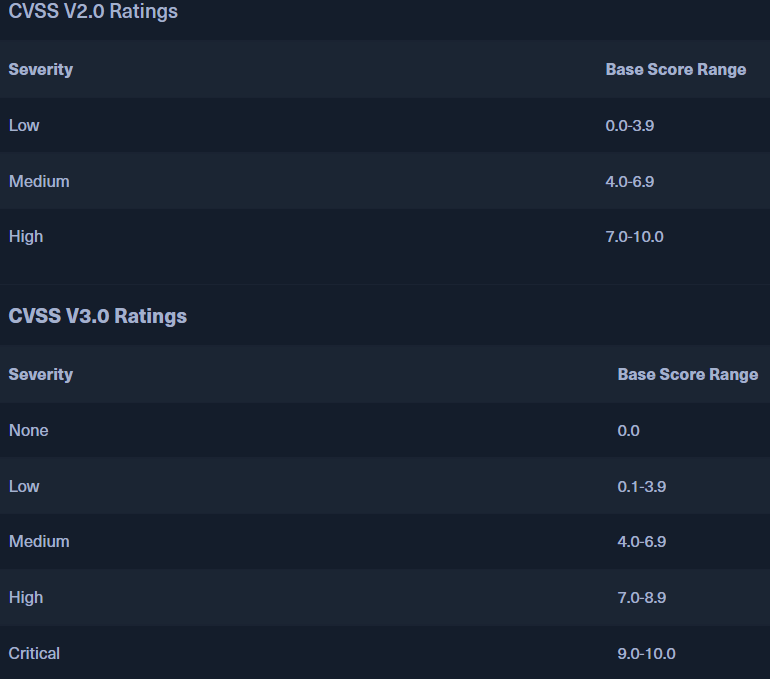 CVSS V2.0 Ratings
Severity Base Score Range
Low 0.0-3.9
Medium 4.0-6.9
High 7.0-10.0
CVSS V3.0 Ratings
Severity Base Score Range
None 0.0
Low 0.1-3.9
Medium 4.0-6.9
High 7.0-8.9
Critical 9.0-10.0